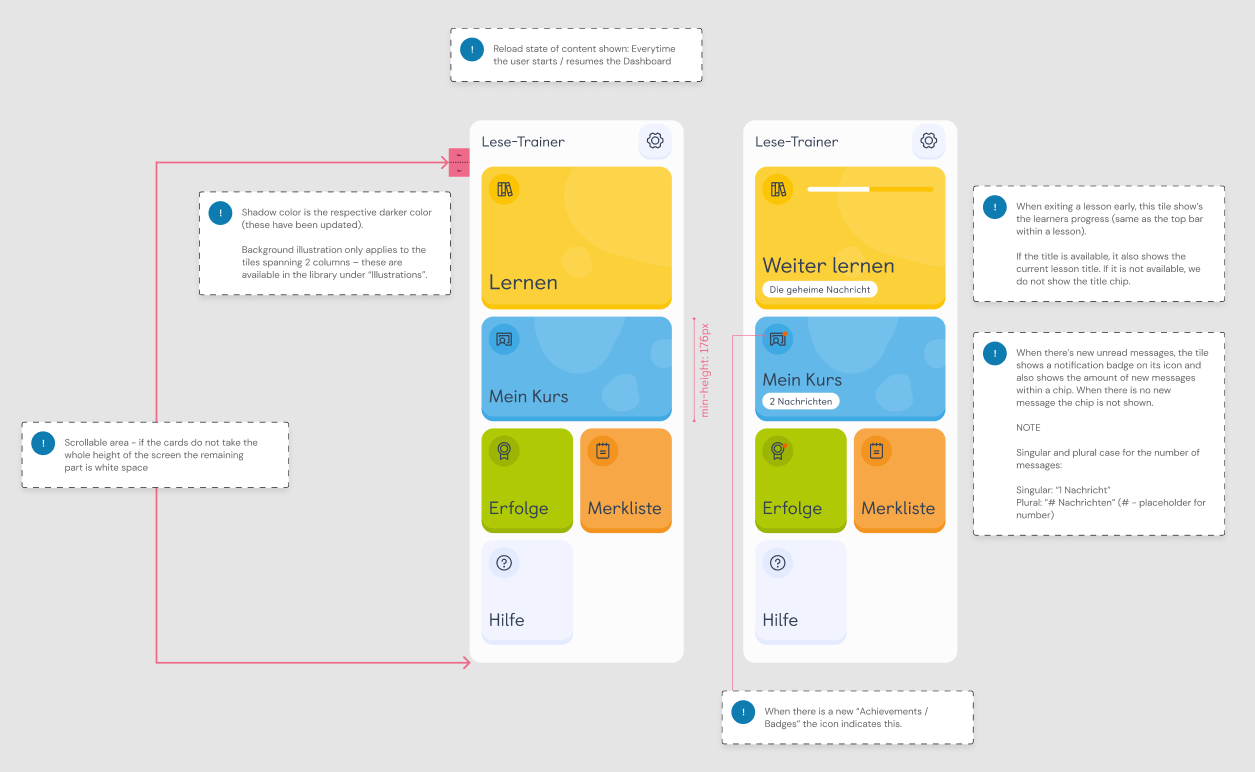 Reload state of content shown: Everytime
the user starts / resumes the Dashboard
Shadow color is the respective darker color
(these have been updated).
Background illustration only applies to the
tiles spanning 2 columns – these are
available in the library under “Illustrations”.
Scrollable area - if the cards do not take the
whole height of the screen the remaining
part is white space
Lese-Trainer
Lernen
Mein Kurs
Erfolge
Merkliste
Hilfe
min-height: 176px
Lese-Trainer
Weiter lernen
Die geheime Nachricht
Mein Kurs
2 Nachrichten
Erfolge
Merkliste
Hilfe
When exiting a lesson early, this tile show’s
the learners progress (same as the top bar
within a lesson).
If the title is available, it also shows the
current lesson title. If it is not available, we
do not show the title chip.
When there’s new unread messages, the tile
shows a notification badge on its icon and
also shows the amount of new messages
within a chip. When there is no new
message the chip is not shown.
NOTE
Singular and plural case for the number of
messages:
Singular: “1 Nachricht”
Plural: “# Nachrichten” (# - placeholder for
number)
When there is a new “Achievements /
Badges” the icon indicates this.